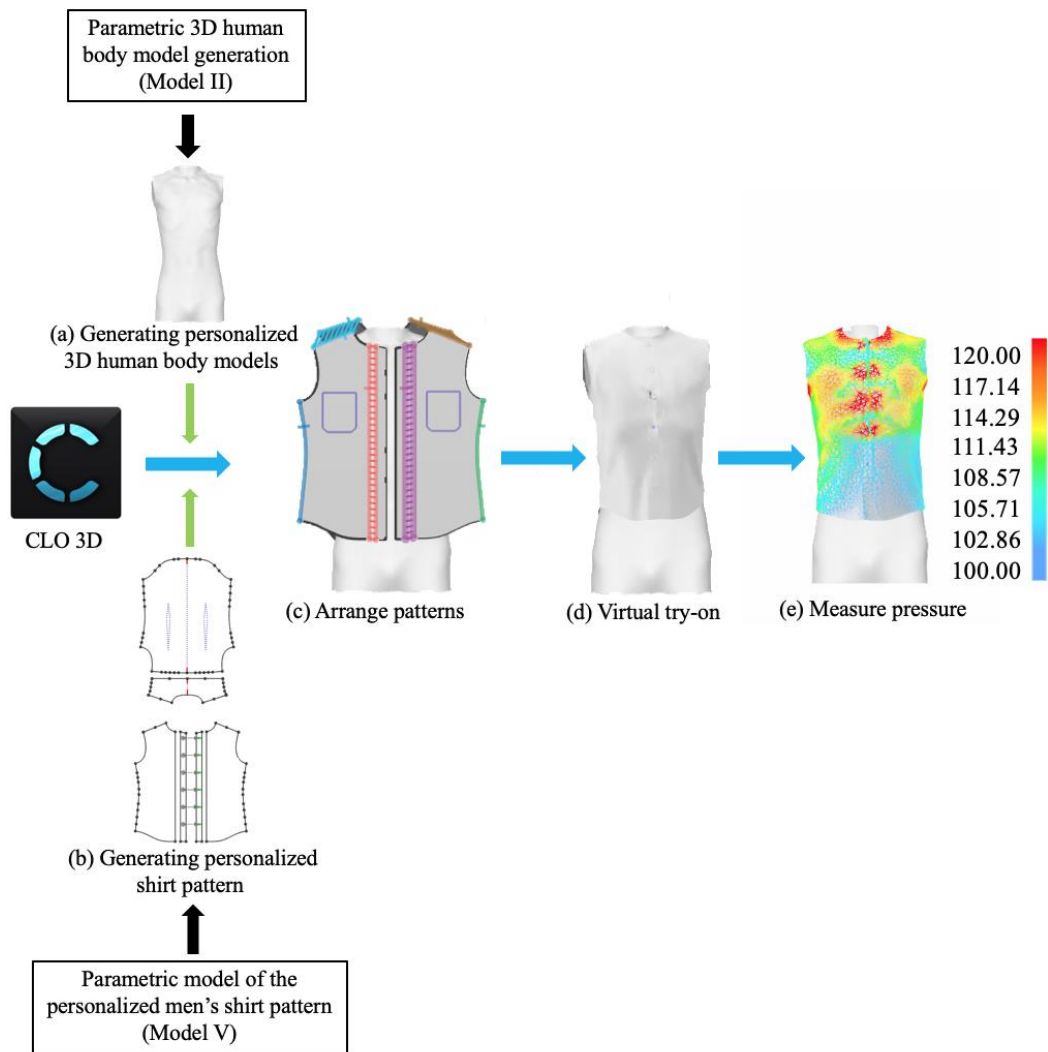 Parametric 3D human
body model generation
(Model II)
(a) Generating personalized
3D human body models
CLO 3D
(c) Arrange patterns
(d) Virtual try-on
(e) Measure pressure
120.00
117.14
114.29
111.43
108.57
105.71
102.86
100.00
(b) Generating personalized
shirt pattern
Parametric model of the
personalized men’s shirt pattern
(Model V)